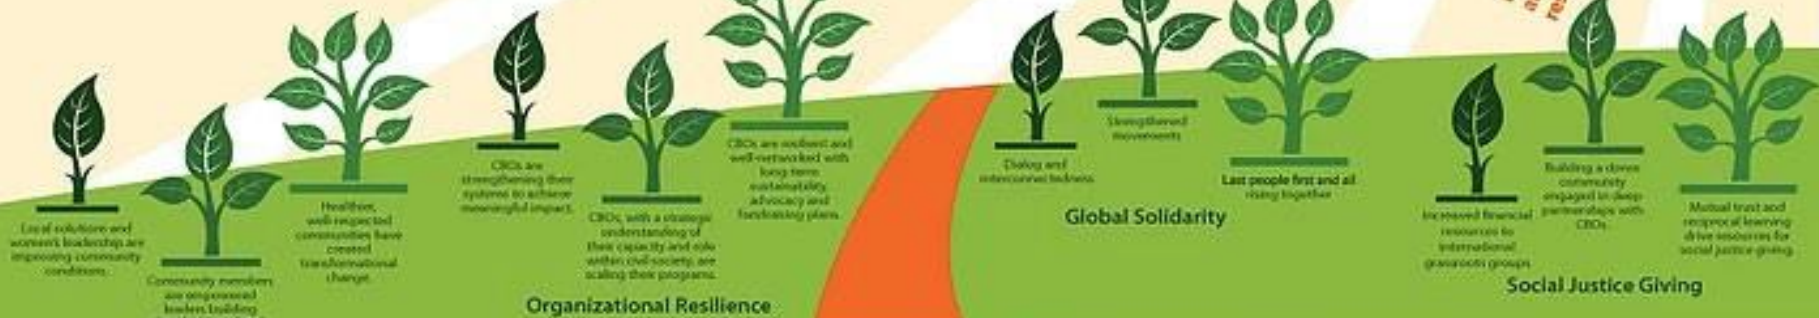 Local solutions and
women's leadership are
improving community
conditions.
Community members
are empowered
leaders building
Healthier,
well-respected
communities have
created
transformational
change.
CBOs are
strengthening their
systems to achieve
meaningful impact.
CBOs, with a strategic
understanding of
their capacity and role
within civil society, are
scaling their programs.
CBOs are resilient and
well-networked with
long-term
sustainability,
advocacy and
fundraising plans.
Organizational Resilience
Dialog and
interconnectedness
Strengthened
movements
Last people first and all
rising together
Global Solidarity
Increased financial
resources to
international
grassroots groups
Building a donor
community
engaged in deep
partnerships with
CBOs.
Mutual trust and
reciprocal learning
drive resources for
social justice giving.
Social Justice Giving